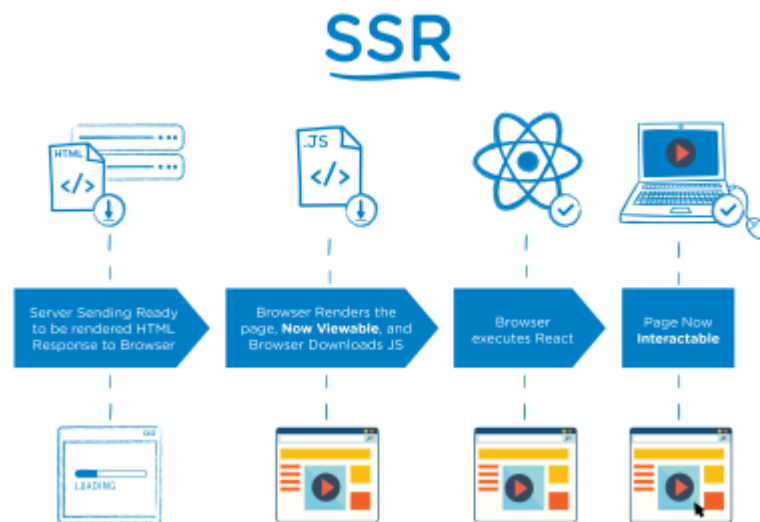 SSR
HTML
</>
.JS
</>
Server Sending Ready
to be rendered HTML
Response to Browser
Browser Renders the
page, Now Viewable, and
Browser Downloads JS
Browser
executes React
Page Now
Interactable
LOADING